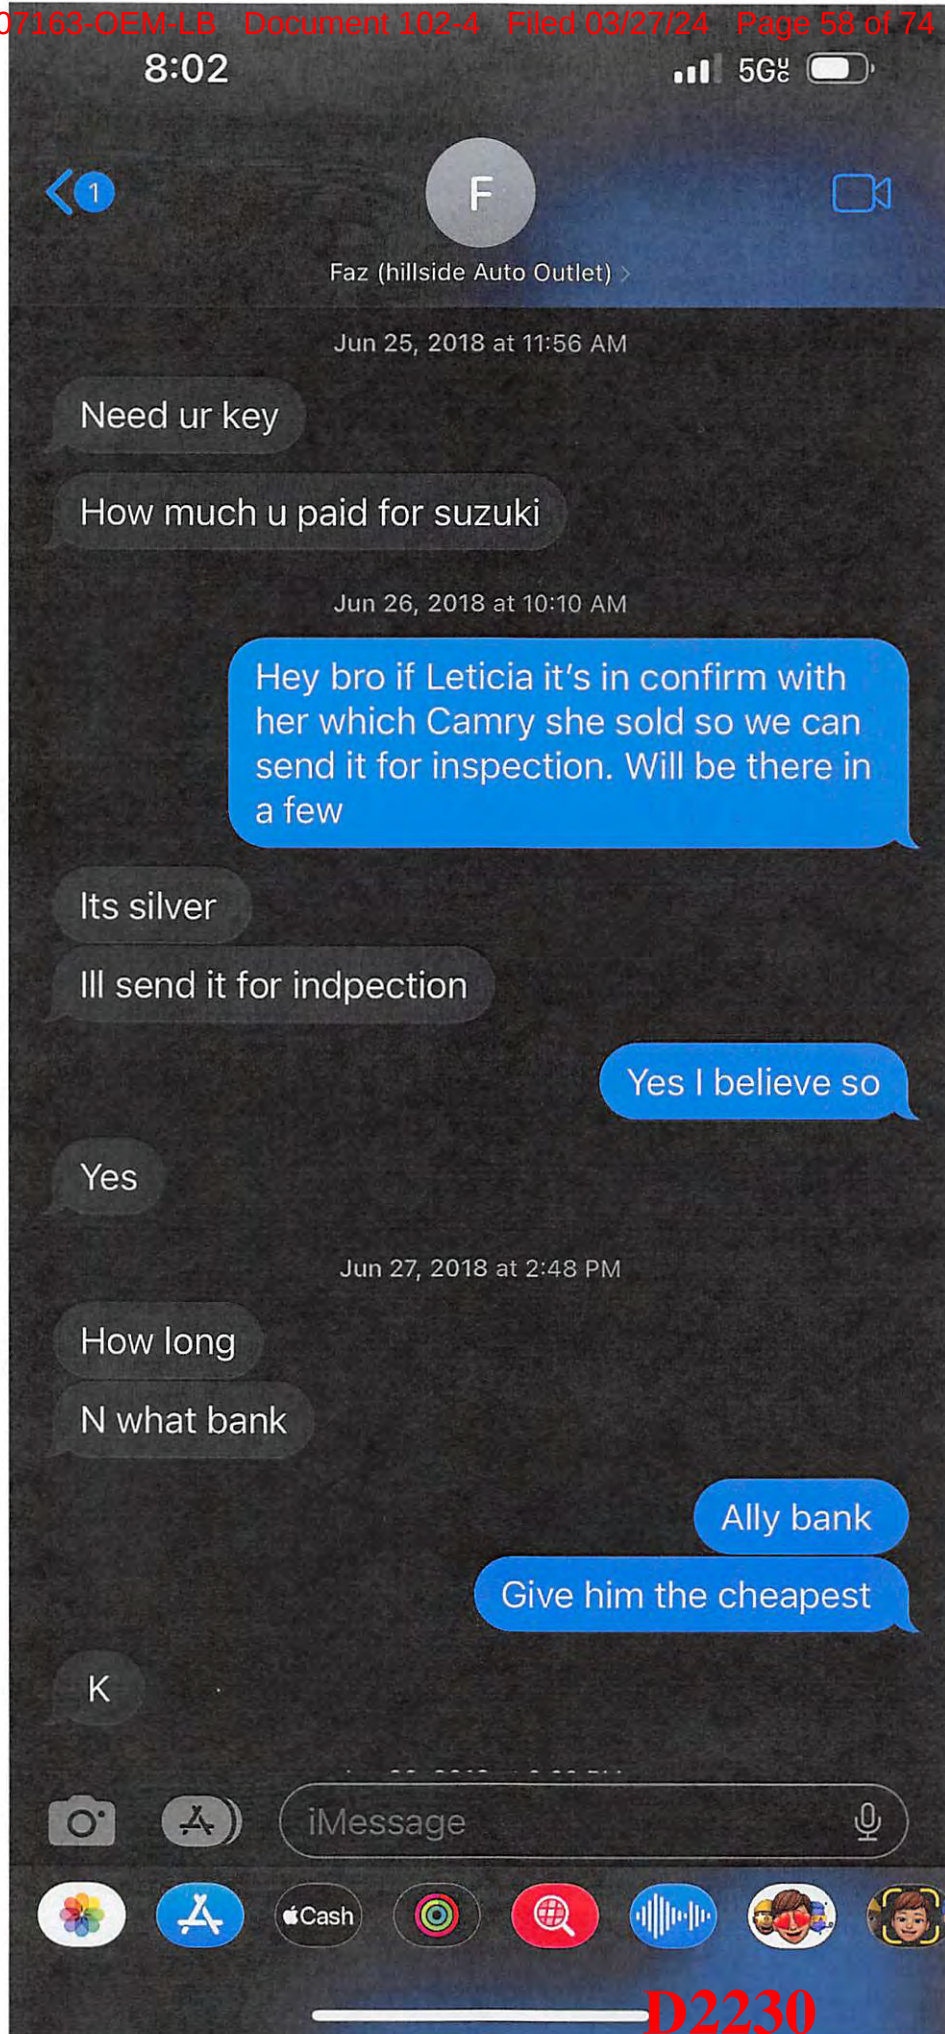 07163-OEM-LB Document 102-4 Filed 03/27/24 Page 58 of 74
8:02 5G
1
F
Faz (hillside Auto Outlet)
Jun 25, 2018 at 11:56 AM
Need ur key
How much u paid for suzuki
Jun 26, 2018 at 10:10 AM
Hey bro if Leticia it's in confirm with
her which Camry she sold so we can
send it for inspection. Will be there in
a few
Its silver
Ill send it for indpection
Yes I believe so
Yes
Jun 27, 2018 at 2:48 PM
How long
N what bank
Ally bank
Give him the cheapest
K
iMessage
Cash
D2230